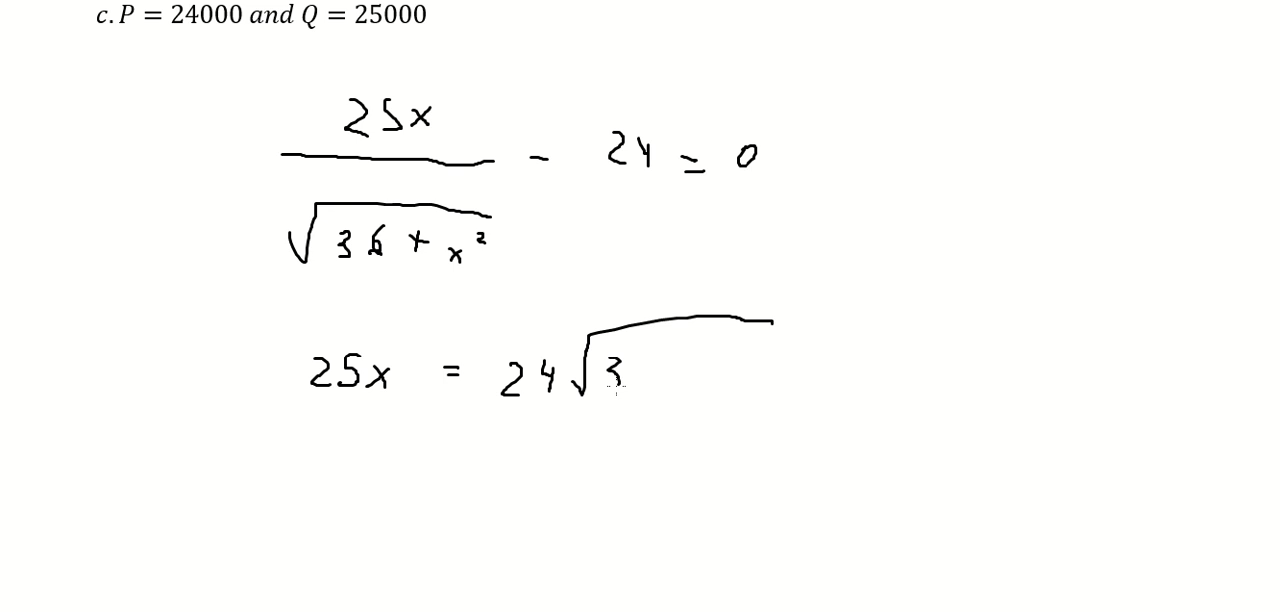 c. P = 24000 and Q = 25000
25x
- 24 = 0
√36 + x²
25x = 24√3